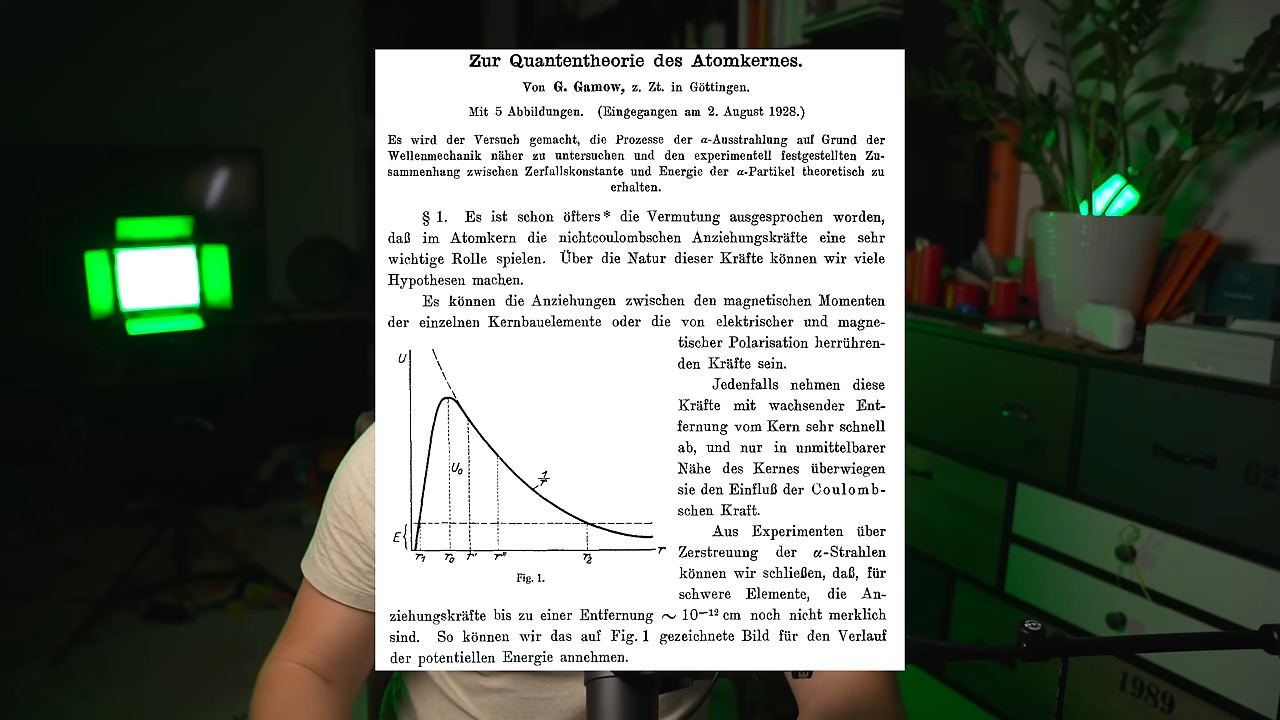 Zur Quantentheorie des Atomkernes.
Von G. Gamow, z. Zt. in Göttingen.
Mit 5 Abbildungen. (Eingegangen am 2. August 1928.)
Es wird der Versuch gemacht, die Prozesse der α-Ausstrahlung auf Grund der
Wellenmechanik näher zu untersuchen und den experimentell festgestellten Zu-
sammenhang zwischen Zerfallskonstante und Energie der α-Partikel theoretisch zu
erhalten.
§ 1. Es ist schon öfters* die Vermutung ausgesprochen worden,
daß im Atomkern die nichtcoulombschen Anziehungskräfte eine sehr
wichtige Rolle spielen. Über die Natur dieser Kräfte können wir viele
Hypothesen machen.
Es können die Anziehungen zwischen den magnetischen Momenten
der einzelnen Kernbauelemente oder die von elektrischer und magne-
tischer Polarisation herrühren-
den Kräfte sein.
Jedenfalls nehmen diese
Kräfte mit wachsender Ent-
fernung vom Kern sehr schnell
ab, und nur in unmittelbarer
Nähe des Kernes überwiegen
sie den Einfluß der Coulomb-
schen Kraft.
Aus Experimenten über
Zerstreuung der α-Strahlen
können wir schließen, daß, für
schwere Elemente, die An-
U
U₀
1/r
E
r₁ r₀ r' r'' r₂ r
Fig. 1.
ziehungskräfte bis zu einer Entfernung ∼ 10⁻¹² cm noch nicht merklich
sind. So können wir das auf Fig. 1 gezeichnete Bild für den Verlauf
der potentiellen Energie annehmen.
62
1989